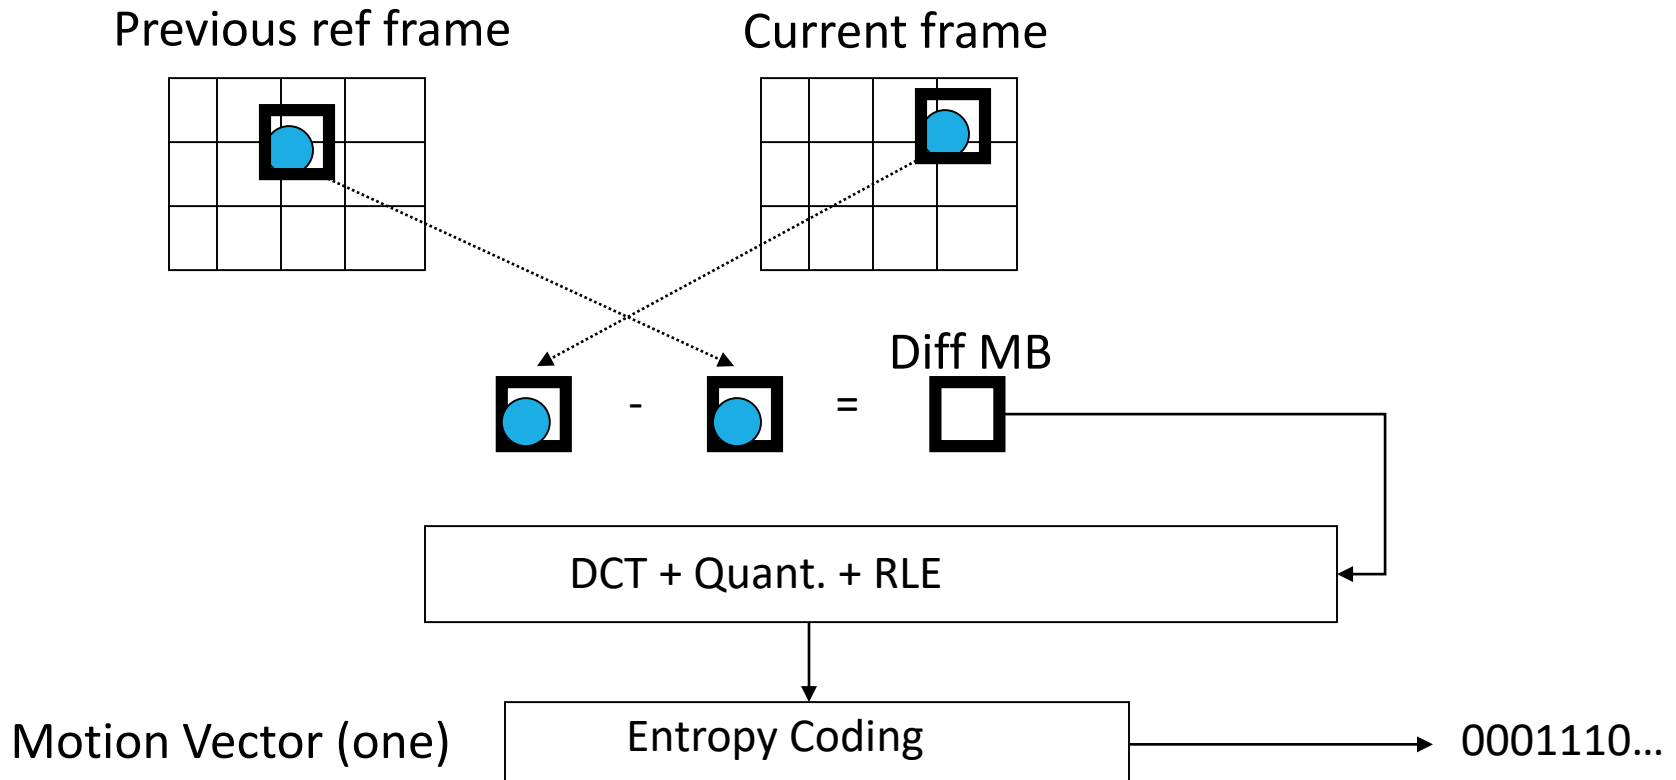 Previous ref frame
Current frame
Diff MB
-
=
DCT + Quant. + RLE
Motion Vector (one)
Entropy Coding
0001110…